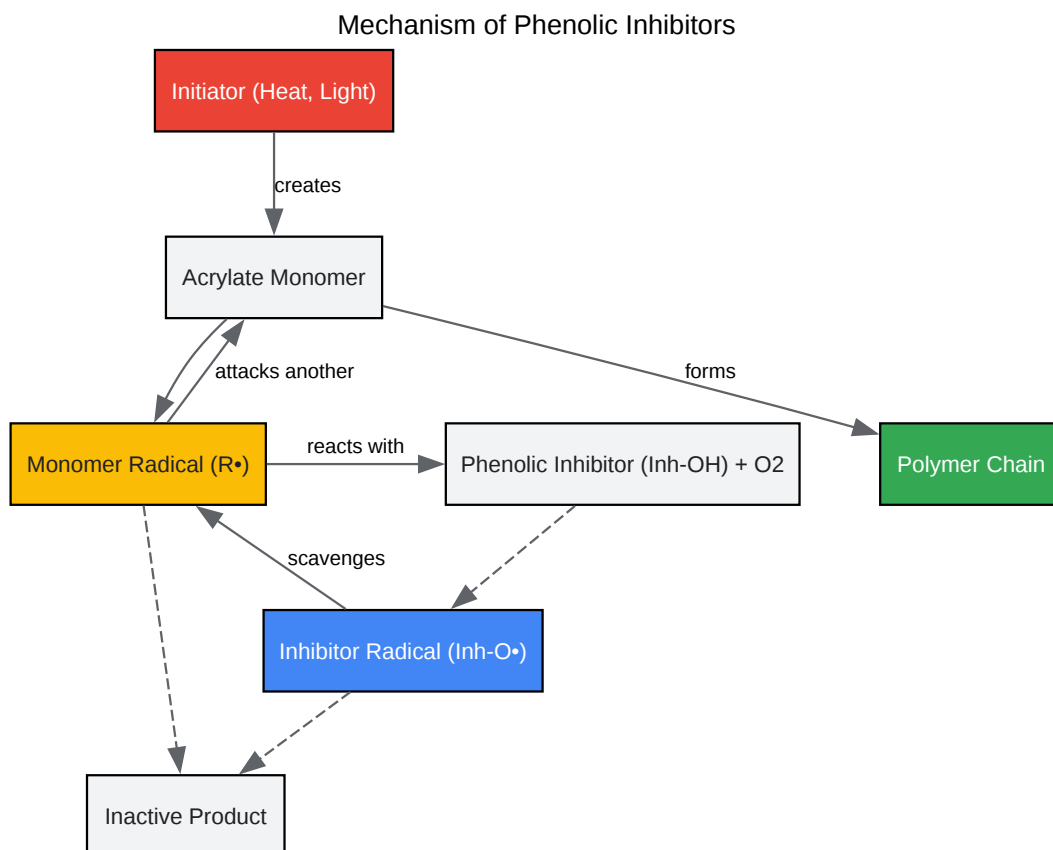 Mechanism of Phenolic Inhibitors
Initiator (Heat, Light)
creates
Acrylate Monomer
attacks another
forms
Monomer Radical (R•)
reacts with
Phenolic Inhibitor (Inh-OH) + O2
Polymer Chain
scavenges
Inhibitor Radical (Inh-O•)
Inactive Product